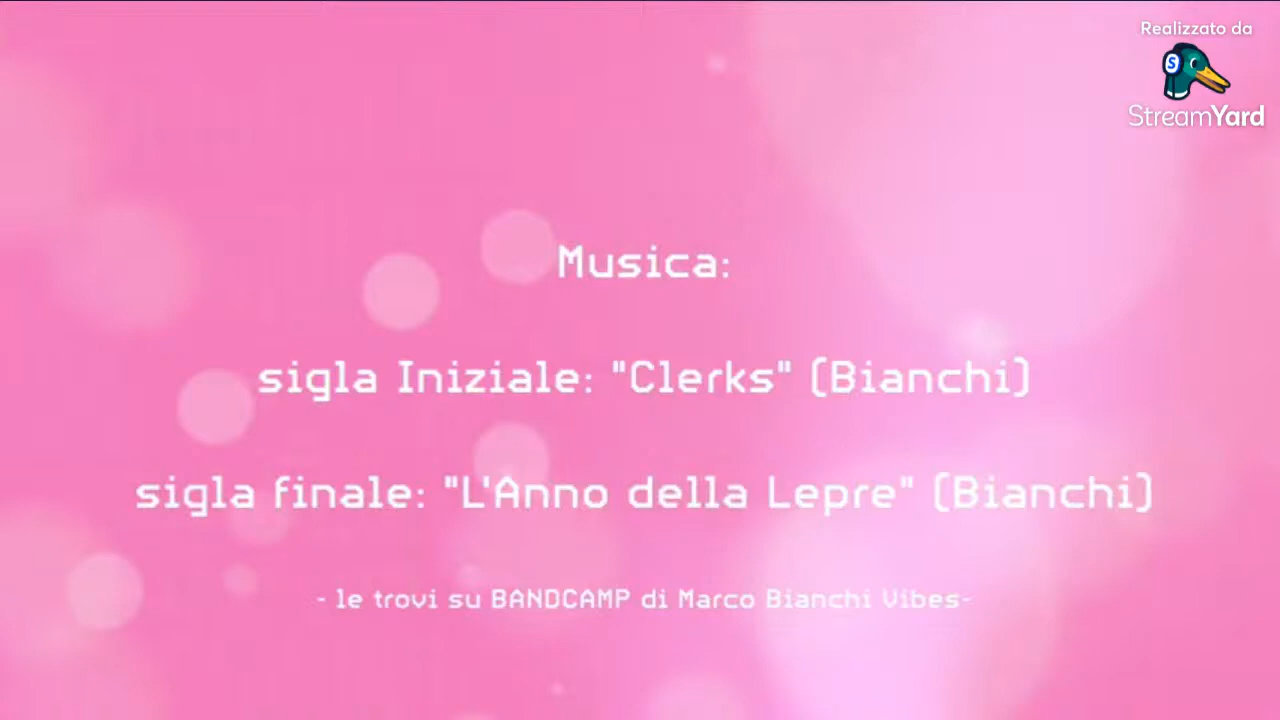 Realizzato da
S
StreamYard
Musica:
sigla Iniziale: "Clerks" (Bianchi)
sigla finale: "L'Anno della Lepre" (Bianchi)
- le trovi su BANDCAMP di Marco Bianchi Vibes-